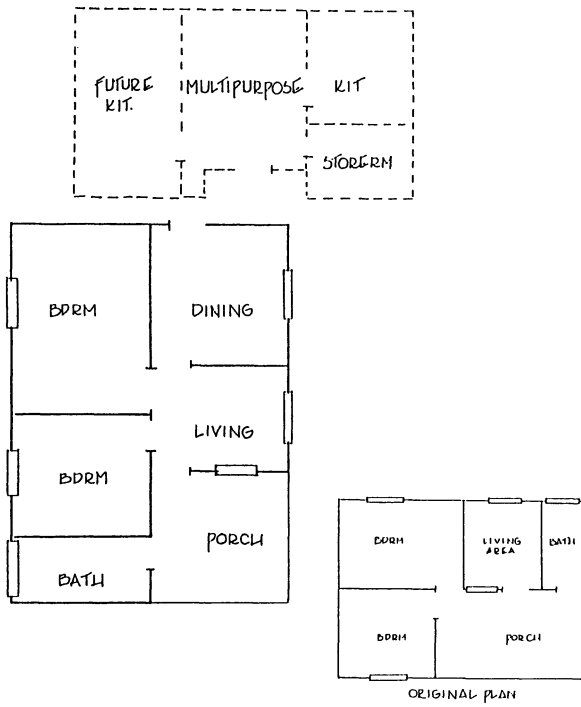 FUTURE
KIT.
MULTIPURPOSE
KIT
STORERM
BDRM
DINING
LIVING
BDRM
PORCH
BATH
BDRM
LIVING
AREA
BATH
BDRM
PORCH
ORIGINAL PLAN